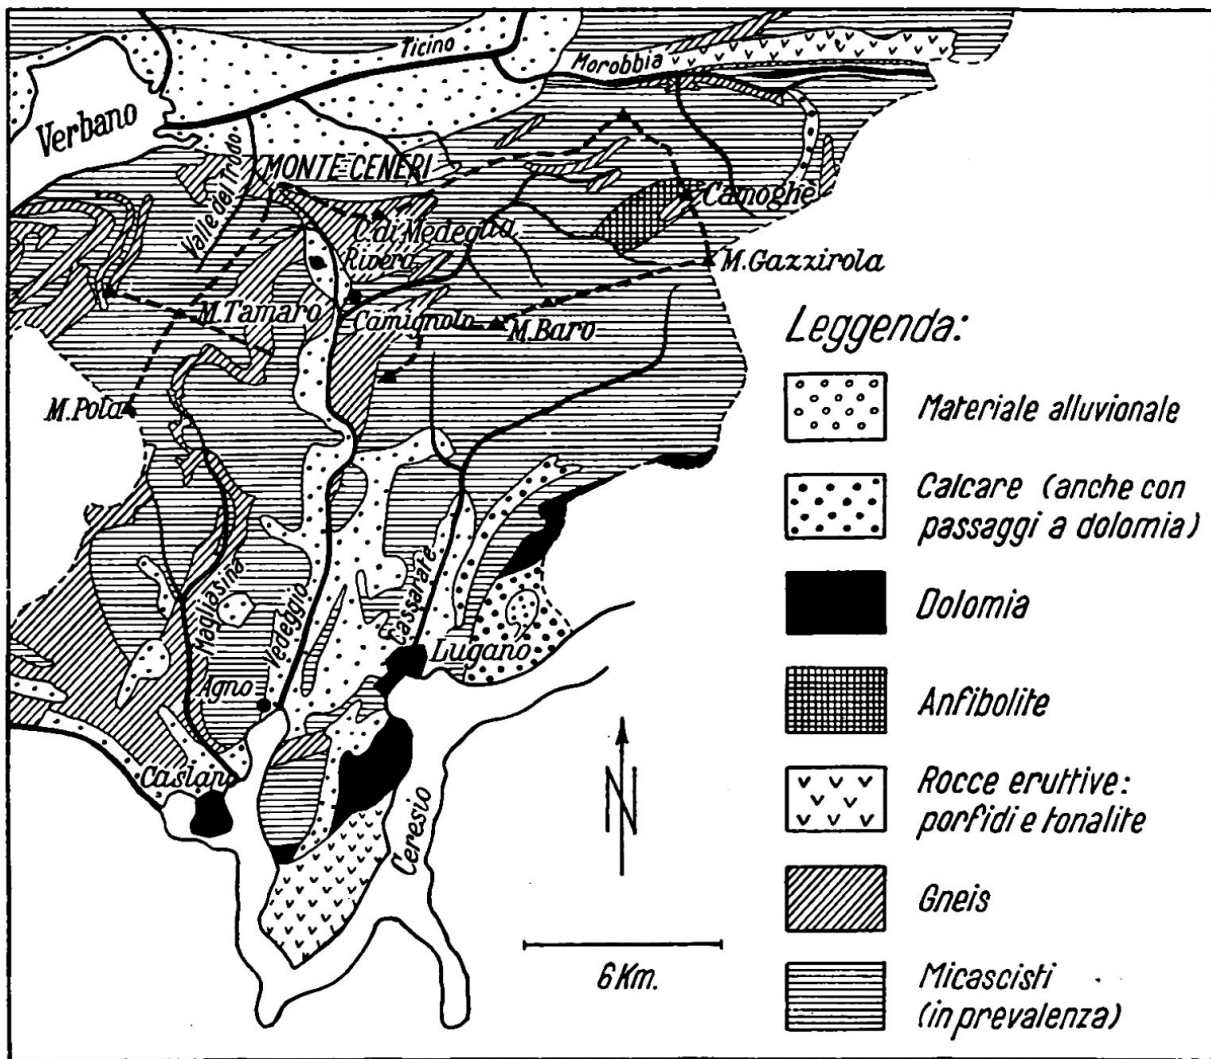 Ticino
Morobbia
Verbano
Valle del Trodo
MONTE CENERI
Camoghe
C. di Medeglia
Rivera
M. Gazzirola
M. Tamaro
Camignolo
M. Baro
M. Pola
Magliasina
Vedeggio
Cassarate
Lugano
Agno
Caslano
Ceresio
N
6 Km.
Leggenda:
Materiale alluvionale
Calcare (anche con
passaggi a dolomia)
Dolomia
Anfibolite
Rocce eruttive:
porfidi e tonalite
Gneis
Micascisti
(in prevalenza)